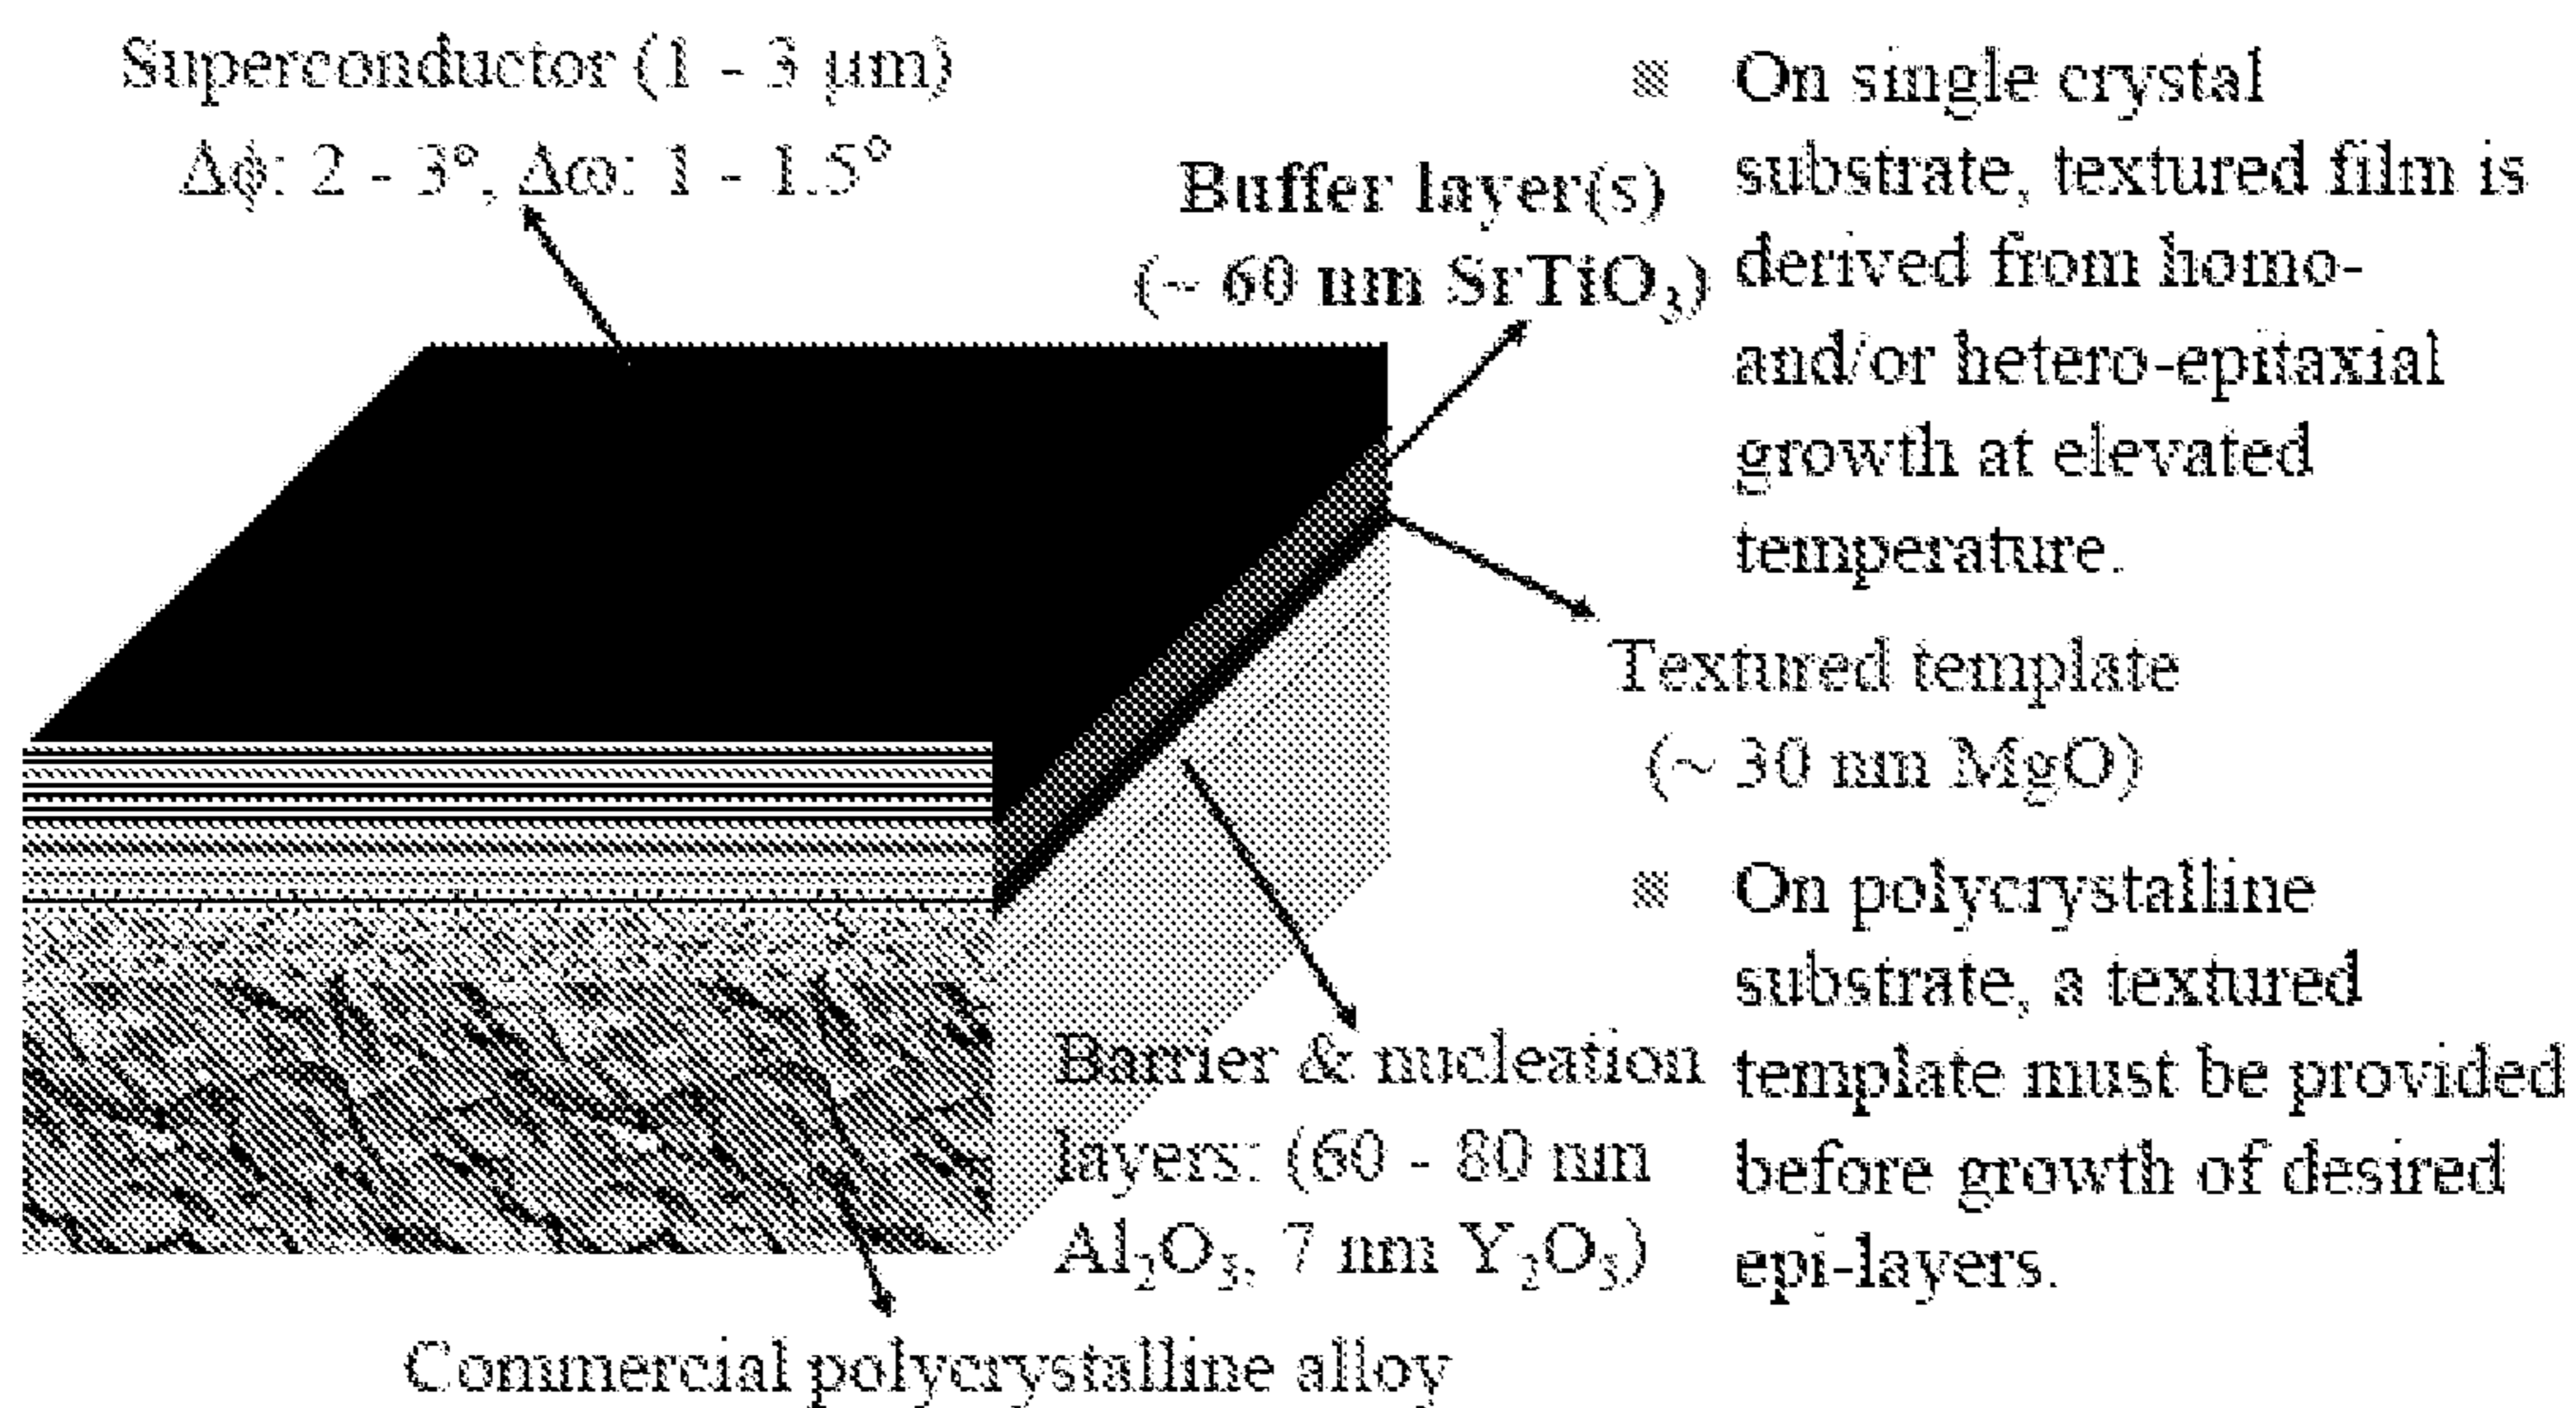 Superconductor (1 - 3 μm)
Δϕ: 2 - 3°, Δω: 1 - 1.5°
Buffer layer(s)
(~ 60 nm SrTiO₃)
Textured template
(~ 30 nm MgO)
Barrier & nucleation
layers: (60 - 80 nm
Al₂O₃, 7 nm Y₂O₃)
Commercial polycrystalline alloy
On single crystal
substrate, textured film is
derived from homo-
and/or hetero-epitaxial
growth at elevated
temperature.
On polycrystalline
substrate, a textured
template must be provided
before growth of desired
epi-layers.